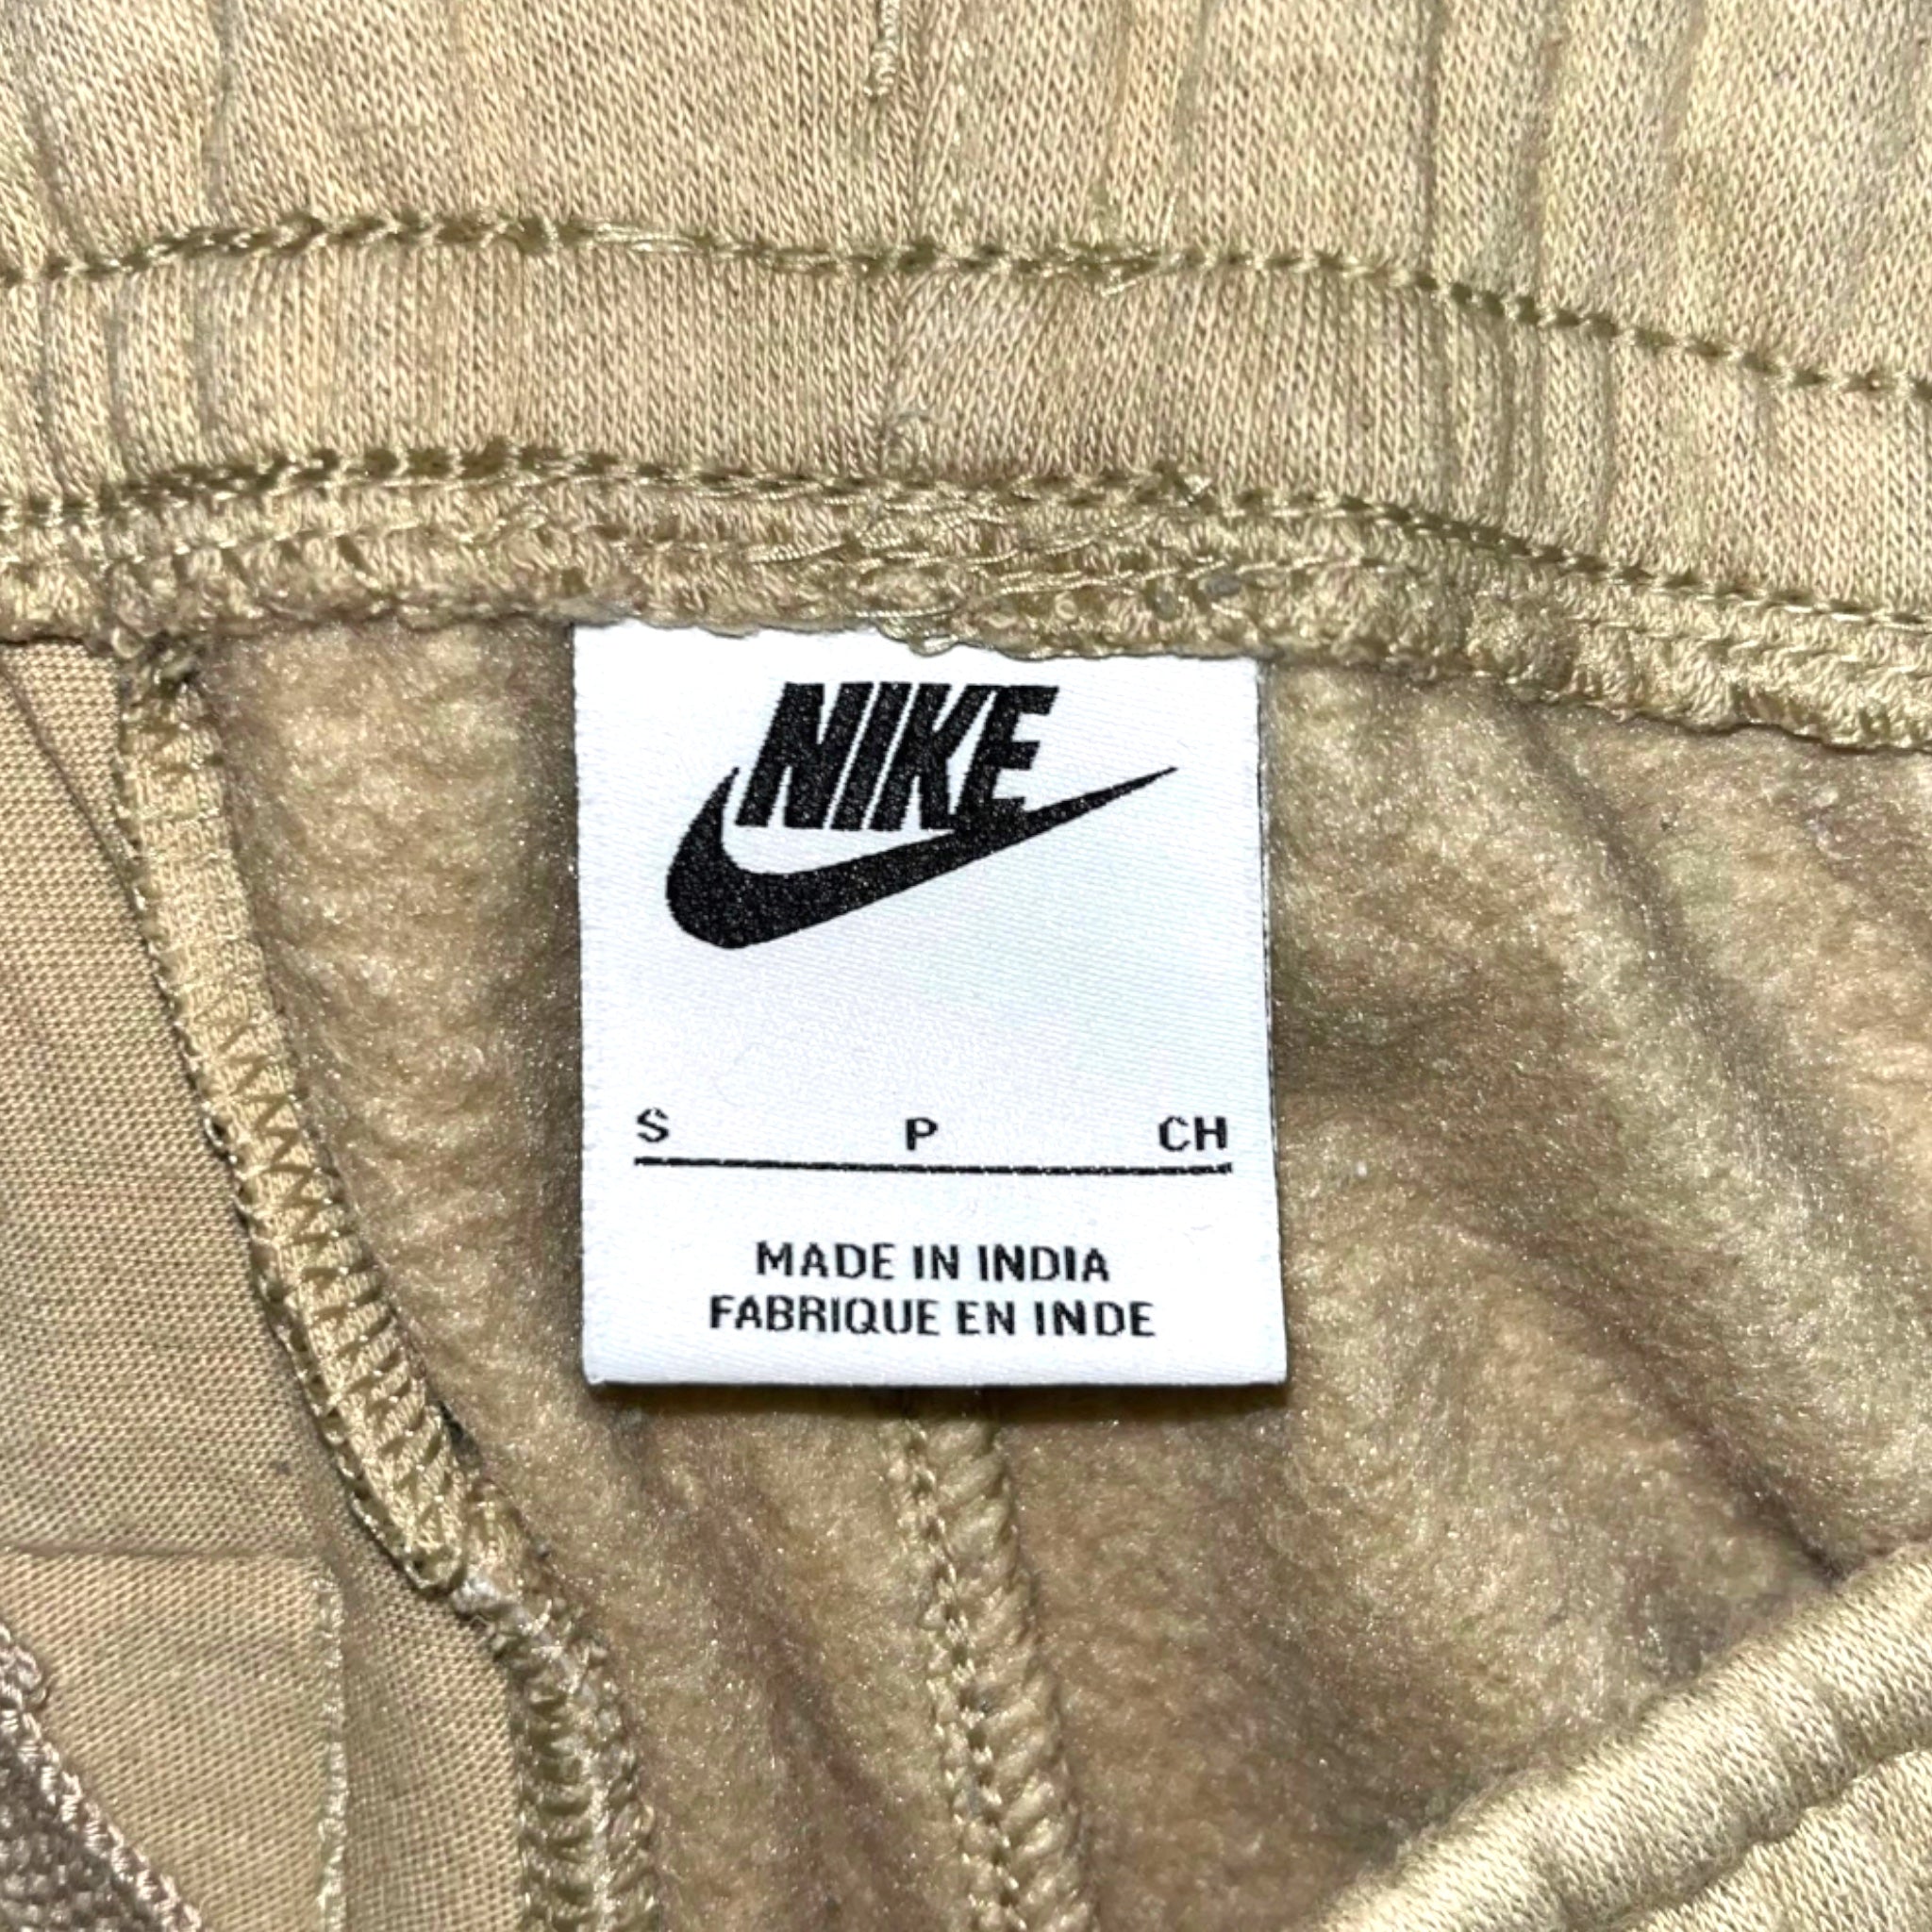 NIKE
S P CH
MADE IN INDIA
FABRIQUE EN INDE